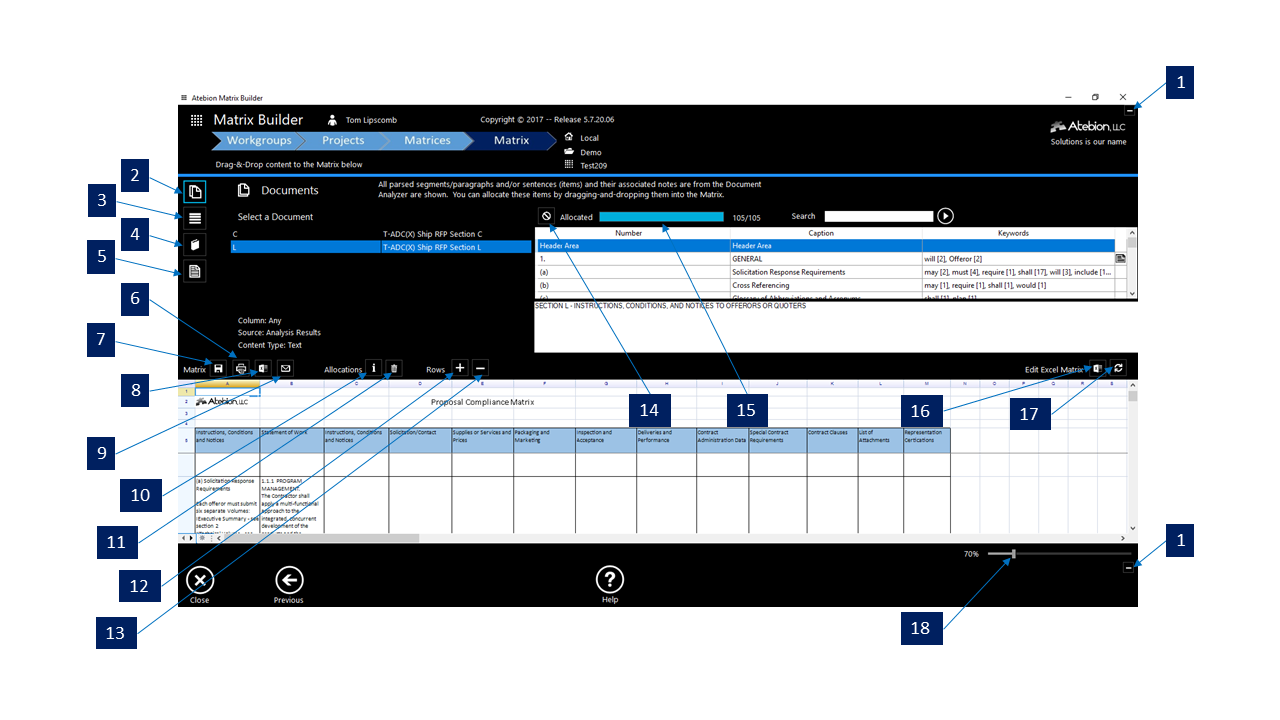 1
Atebion Matrix Builder
Matrix Builder
Tom Lipscomb
Copyright © 2017 -- Release 5.7.20.06
Atebion, LLC
Solutions is our name
Workgroups
Projects
Matrices
Matrix
Local
Demo
Test209
Drag-&-Drop content to the Matrix below
2
3
4
5
6
7
8
9
10
11
12
13
Documents
All parsed segments/paragraphs and/or sentences (items) and their associated notes are from the Document
Analyzer are shown. You can allocate these items by dragging-and-dropping them into the Matrix.
Select a Document
Allocated
105/105
Search
C T-ADC(X) Ship RFP Section C
L T-ADC(X) Ship RFP Section L
Number Caption Keywords
Header Area Header Area
1. GENERAL will [2], Offeror [2]
(a) Solicitation Response Requirements may [2], must [4], require [1], shall [17], will [3], include [1...
(b) Cross Referencing may [1], require [1], shall [1], would [1]
SECTION L - INSTRUCTIONS, CONDITIONS, AND NOTICES TO OFFERORS OR QUOTERS
Column: Any
Source: Analysis Results
Content Type: Text
Matrix
Allocations
Rows
Edit Excel Matrix
14
15
16
17
A B C D E F G H I J K L M N O P Q R S
1
2
3
4
5
Atebion, LLC
Proposal Compliance Matrix
Instructions, Conditions
and Notices
Statement of Work
Instructions, Conditions
and Notices
Solicitation/Contact
Supplies or Services and
Prices
Packaging and
Marketing
Inspection and
Acceptance
Deliveries and
Performance
Contract
Administration Data
Special Contract
Requirements
Contract Clauses
List of
Attachments
Representation
Certications
(a) Solicitation Response
Requirements
Each offeror must submit
six separate Volumes:
Executive Summary - see
section 2
1.1.1 PROGRAM
MANAGEMENT.
The Contractor shall
apply a multi-functional
approach to the
integrated, concurrent
development of the
70%
1
Close
Previous
Help
18